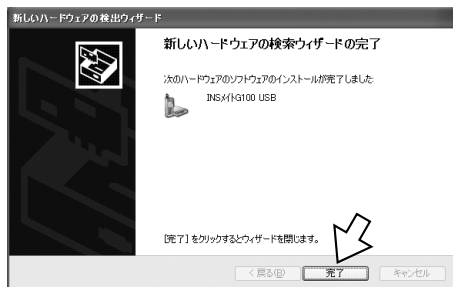 新しいハードウェアの検出ウィザード
新しいハードウェアの検索ウィザードの完了
次のハードウェアのソフトウェアのインストールが完了しました:
INSメイトG100 USB
[完了] をクリックするとウィザードを閉じます。
< 戻る(B) 完了 キャンセル